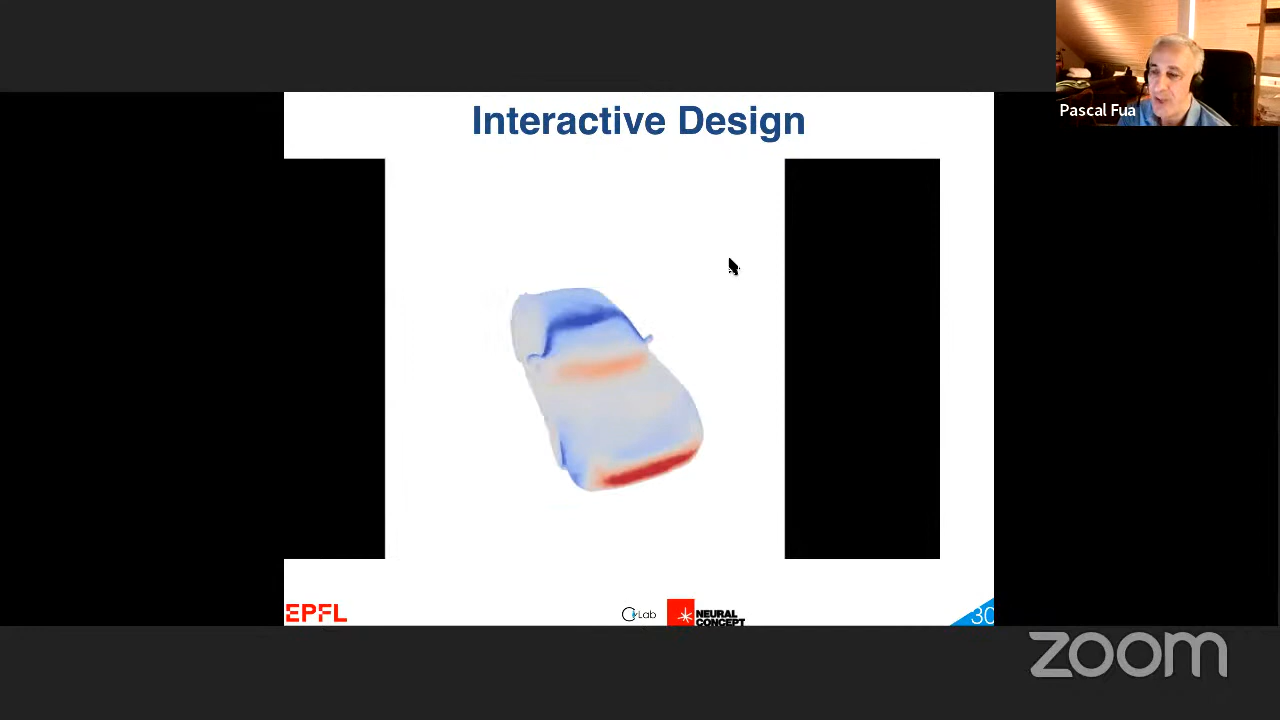 Pascal Fua
Interactive Design
EPFL
CVLab
NEURAL
CONCEPT
30
zoom